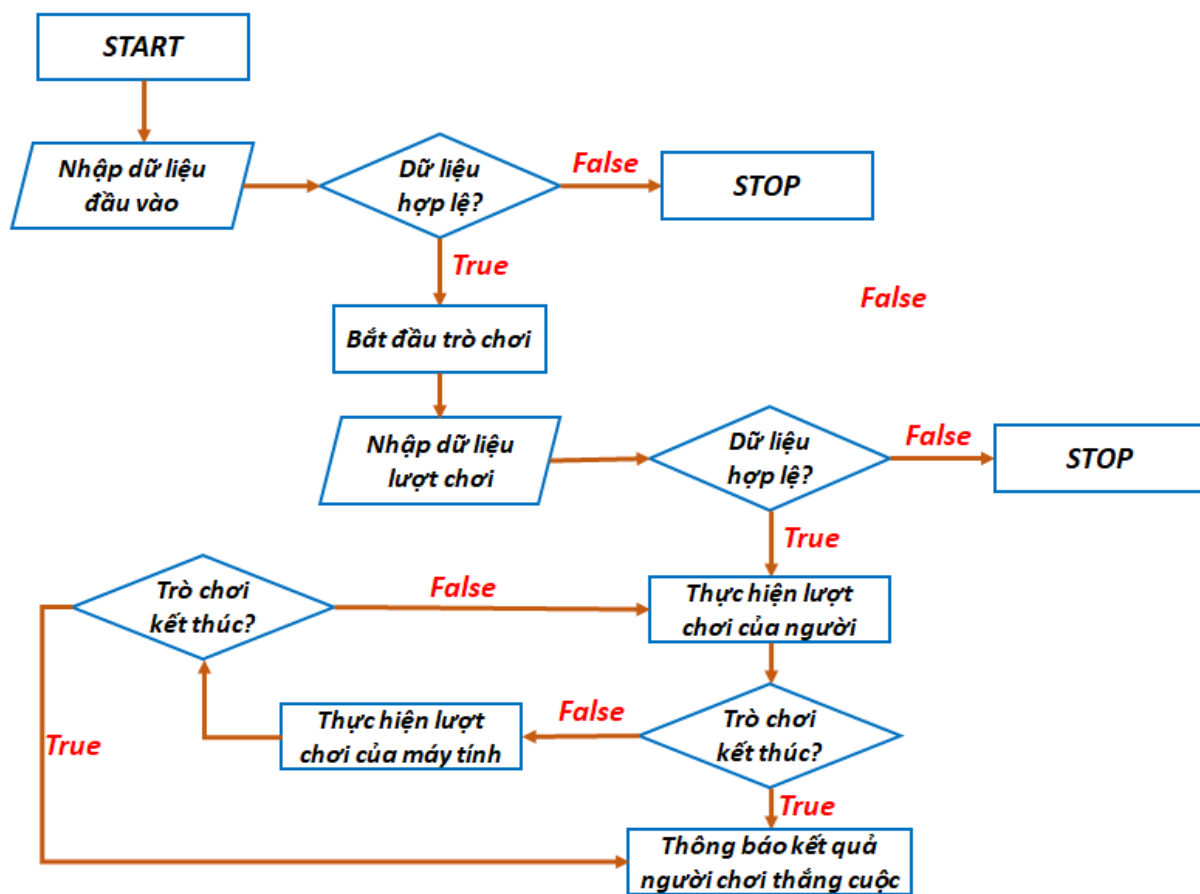 START
Nhập dữ liệu
đầu vào
Dữ liệu
hợp lệ?
False
STOP
True
False
Bắt đầu trò chơi
Nhập dữ liệu
lượt chơi
Dữ liệu
hợp lệ?
False
STOP
True
Trò chơi
kết thúc?
False
Thực hiện lượt
chơi của người
Thực hiện lượt
chơi của máy tính
False
Trò chơi
kết thúc?
True
True
Thông báo kết quả
người chơi thắng cuộc